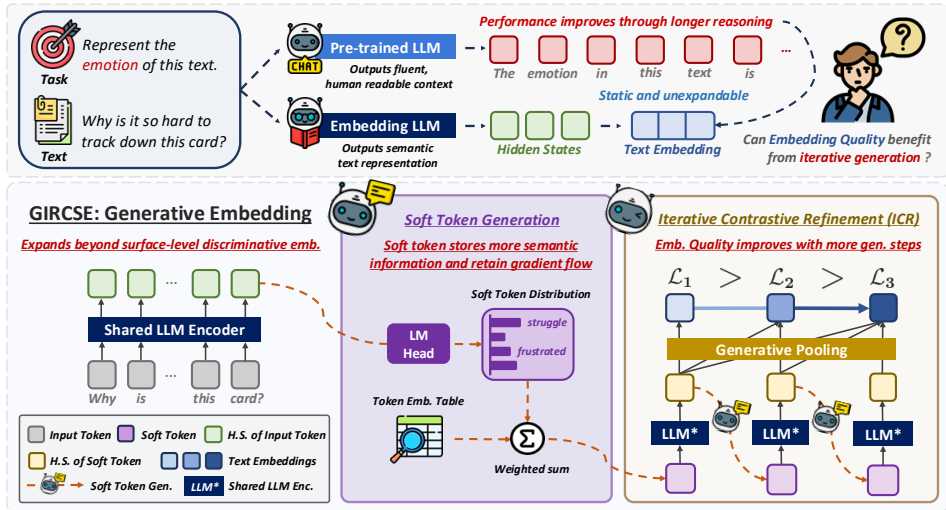 Represent the
emotion of this text.
Task
Why is it so hard to
track down this card?
Text
CHAT
Pre-trained LLM
Outputs fluent,
human readable context
Embedding LLM
Outputs semantic
text representation
Performance improves through longer reasoning
...
The emotion in this text is
Static and unexpandable
Hidden States
Text Embedding
?
Can Embedding Quality benefit
from iterative generation ?
GIRCSE: Generative Embedding
Expands beyond surface-level discriminative emb.
...
Shared LLM Encoder
...
Why is this card?
Input Token
Soft Token
H.S. of Input Token
H.S. of Soft Token
Text Embeddings
Soft Token Gen.
LLM*
Shared LLM Enc.
Soft Token Generation
Soft token stores more semantic
information and retain gradient flow
Soft Token Distribution
LM
Head
struggle
frustrated
Token Emb. Table
Σ
Weighted sum
Iterative Contrastive Refinement (ICR)
Emb. Quality improves with more gen. steps
ℒ1 > ℒ2 > ℒ3
Generative Pooling
LLM* LLM* LLM*